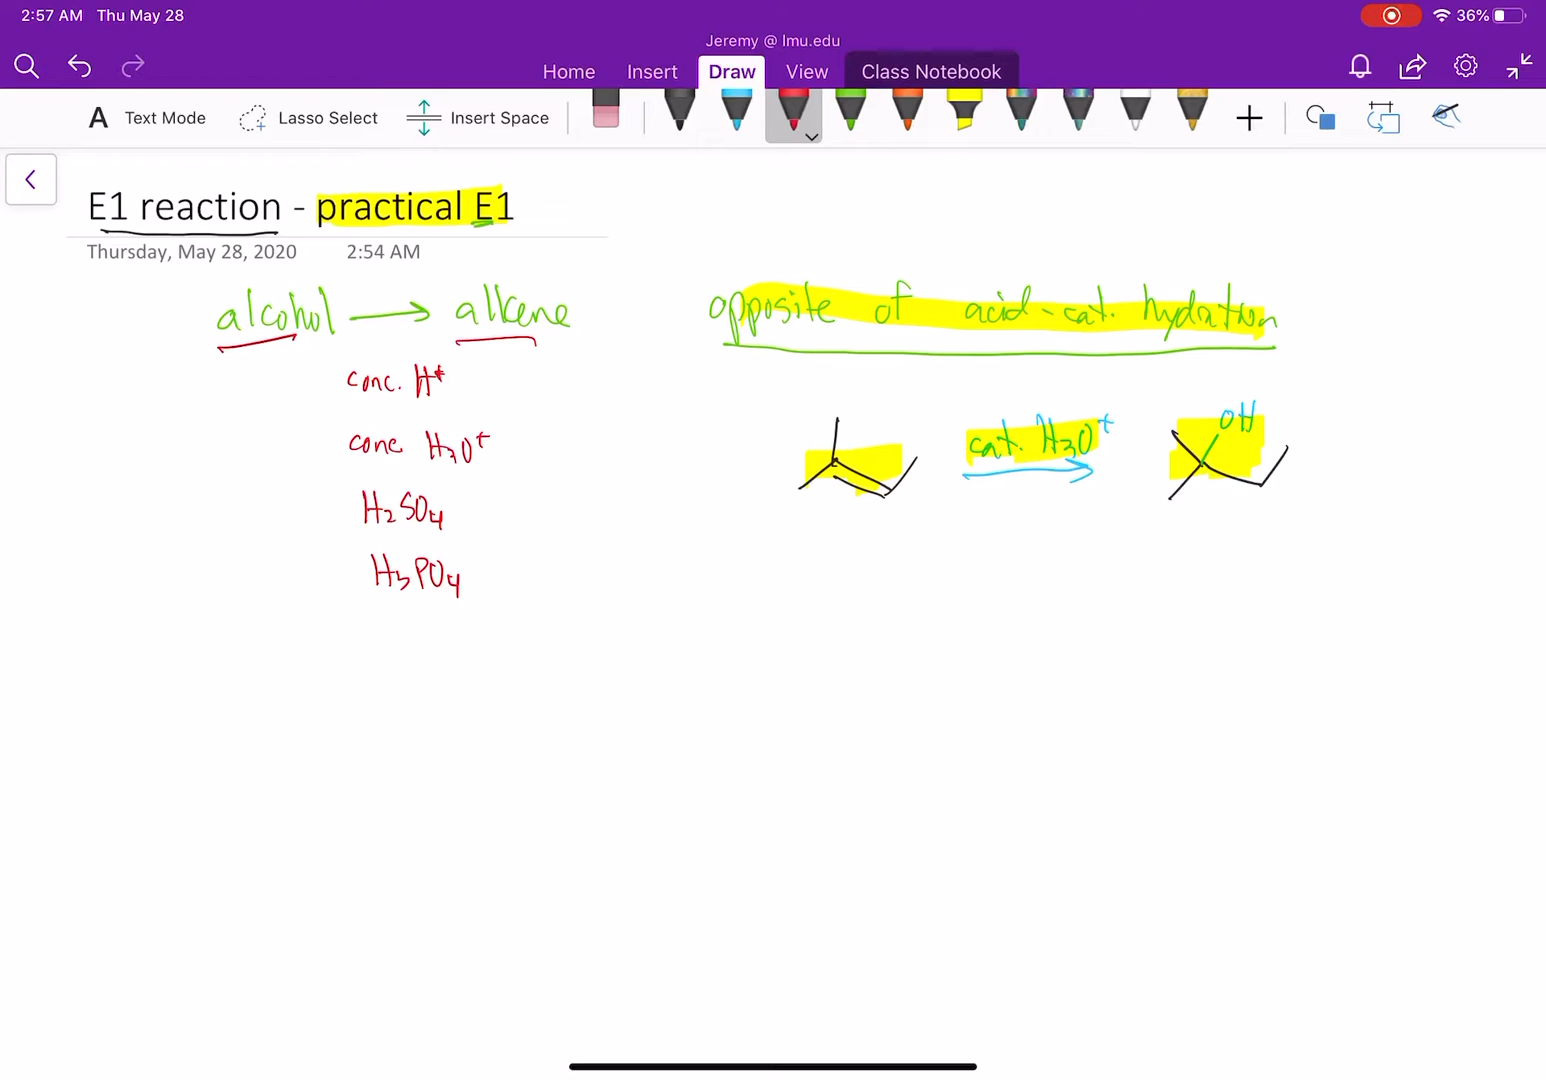 2:57 AM Thu May 28
36%
Jeremy @ lmu.edu
Home Insert Draw View Class Notebook
A Text Mode Lasso Select Insert Space
E1 reaction - practical E1
Thursday, May 28, 2020 2:54 AM
alcohol → alkene
conc. H+
conc H3O+
H2SO4
H3PO4
opposite of acid-cat. hydration
cat. H3O+
OH